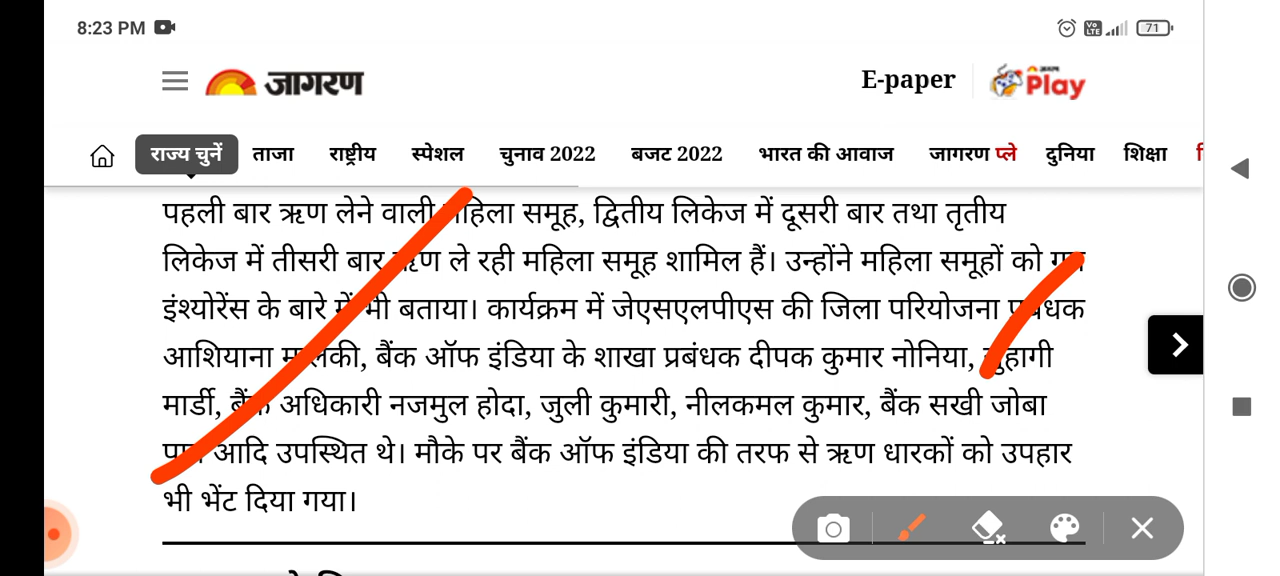 8:23 PM
71
जागरण
E-paper
Play
राज्य चुनें ताजा राष्ट्रीय स्पेशल चुनाव 2022 बजट 2022 भारत की आवाज जागरण प्ले दुनिया शिक्षा
पहली बार ऋण लेने वाली महिला समूह, द्वितीय लिकेज में दूसरी बार तथा तृतीय
लिकेज में तीसरी बार ऋण ले रही महिला समूह शामिल हैं। उन्होंने महिला समूहों को
इंश्योरेंस के बारे में भी बताया। कार्यक्रम में जेएसएलपीएस की जिला परियोजना प्रबंधक
आशियाना मार्की, बैंक ऑफ इंडिया के शाखा प्रबंधक दीपक कुमार नोनिया,
मार्डी, बैंक अधिकारी नजमुल होदा, जुली कुमारी, नीलकमल कुमार, बैंक सखी जोबा
आदि उपस्थित थे। मौके पर बैंक ऑफ इंडिया की तरफ से ऋण धारकों को उपहार
भी भेंट दिया गया।